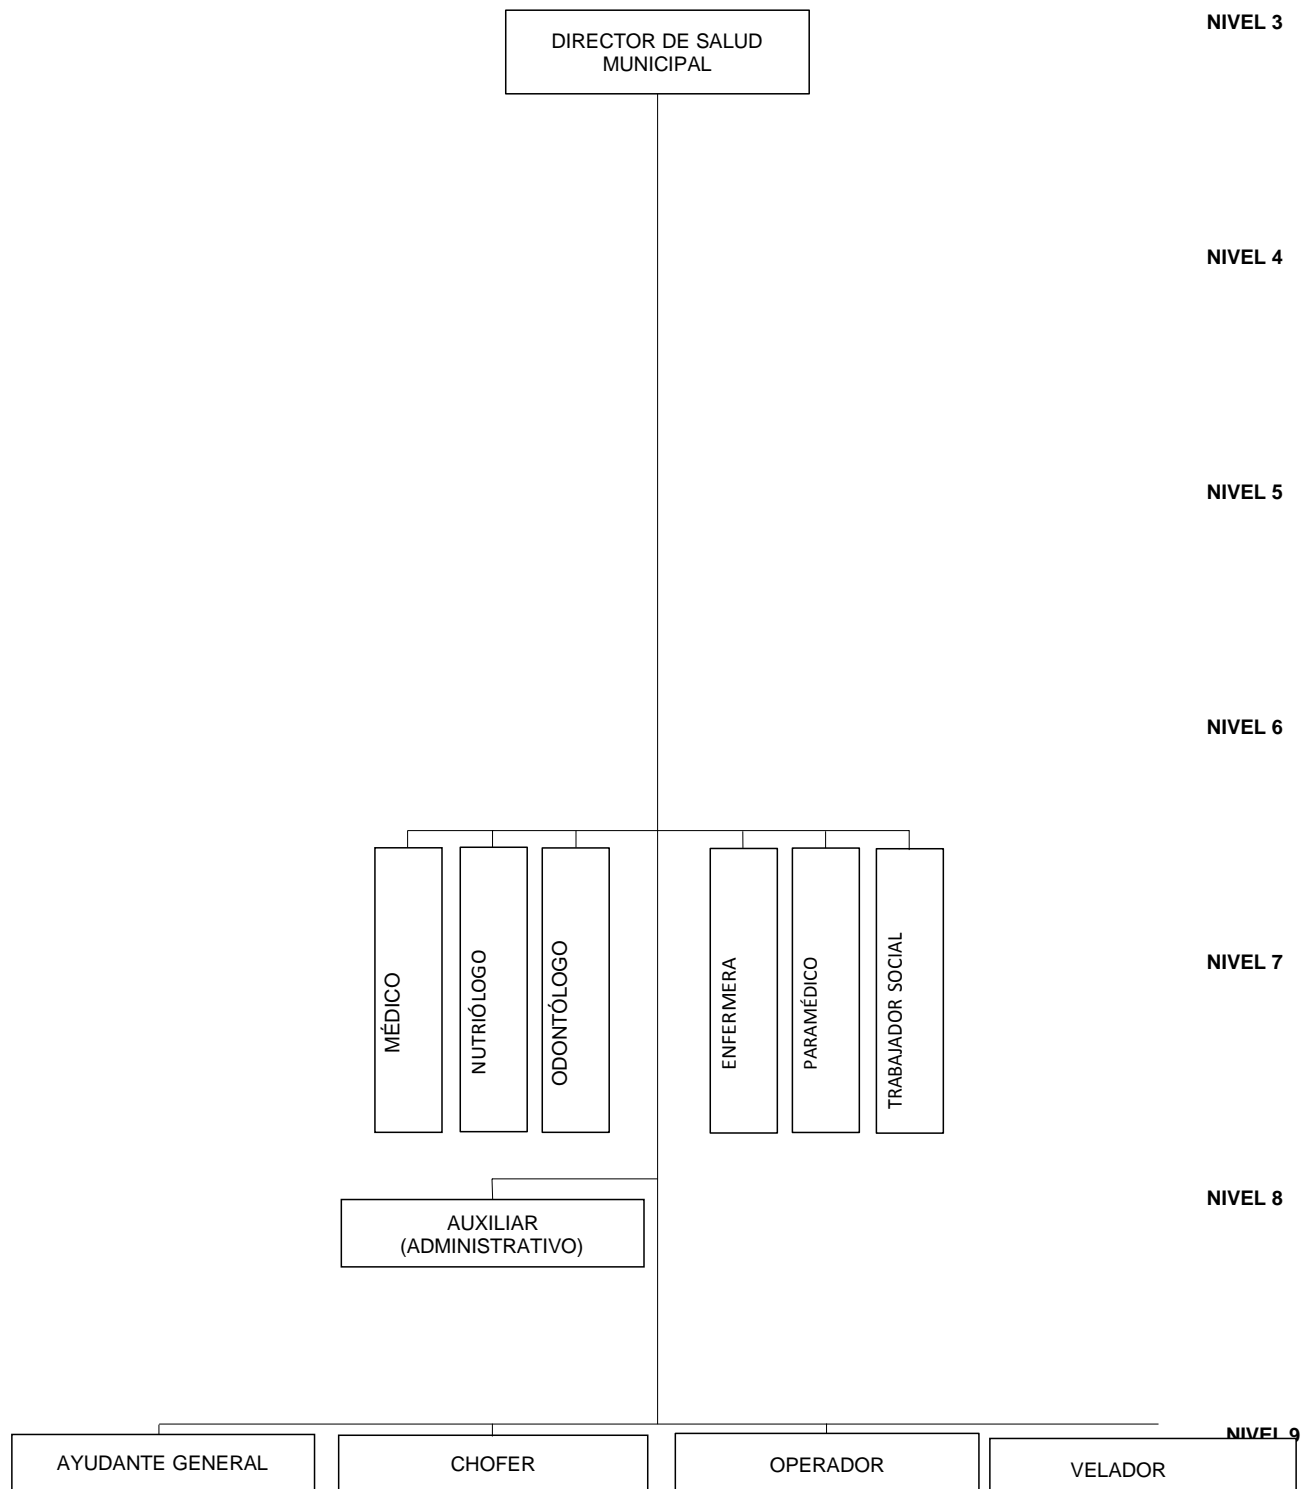 NIVEL 3
DIRECTOR DE SALUD
MUNICIPAL
NIVEL 4
NIVEL 5
NIVEL 6
MÉDICO
NUTRIÓLOGO
ODONTÓLOGO
ENFERMERA
PARAMÉDICO
TRABAJADOR SOCIAL
NIVEL 7
NIVEL 8
AUXILIAR
(ADMINISTRATIVO)
NIVEL 9
AYUDANTE GENERAL
CHOFER
OPERADOR
VELADOR